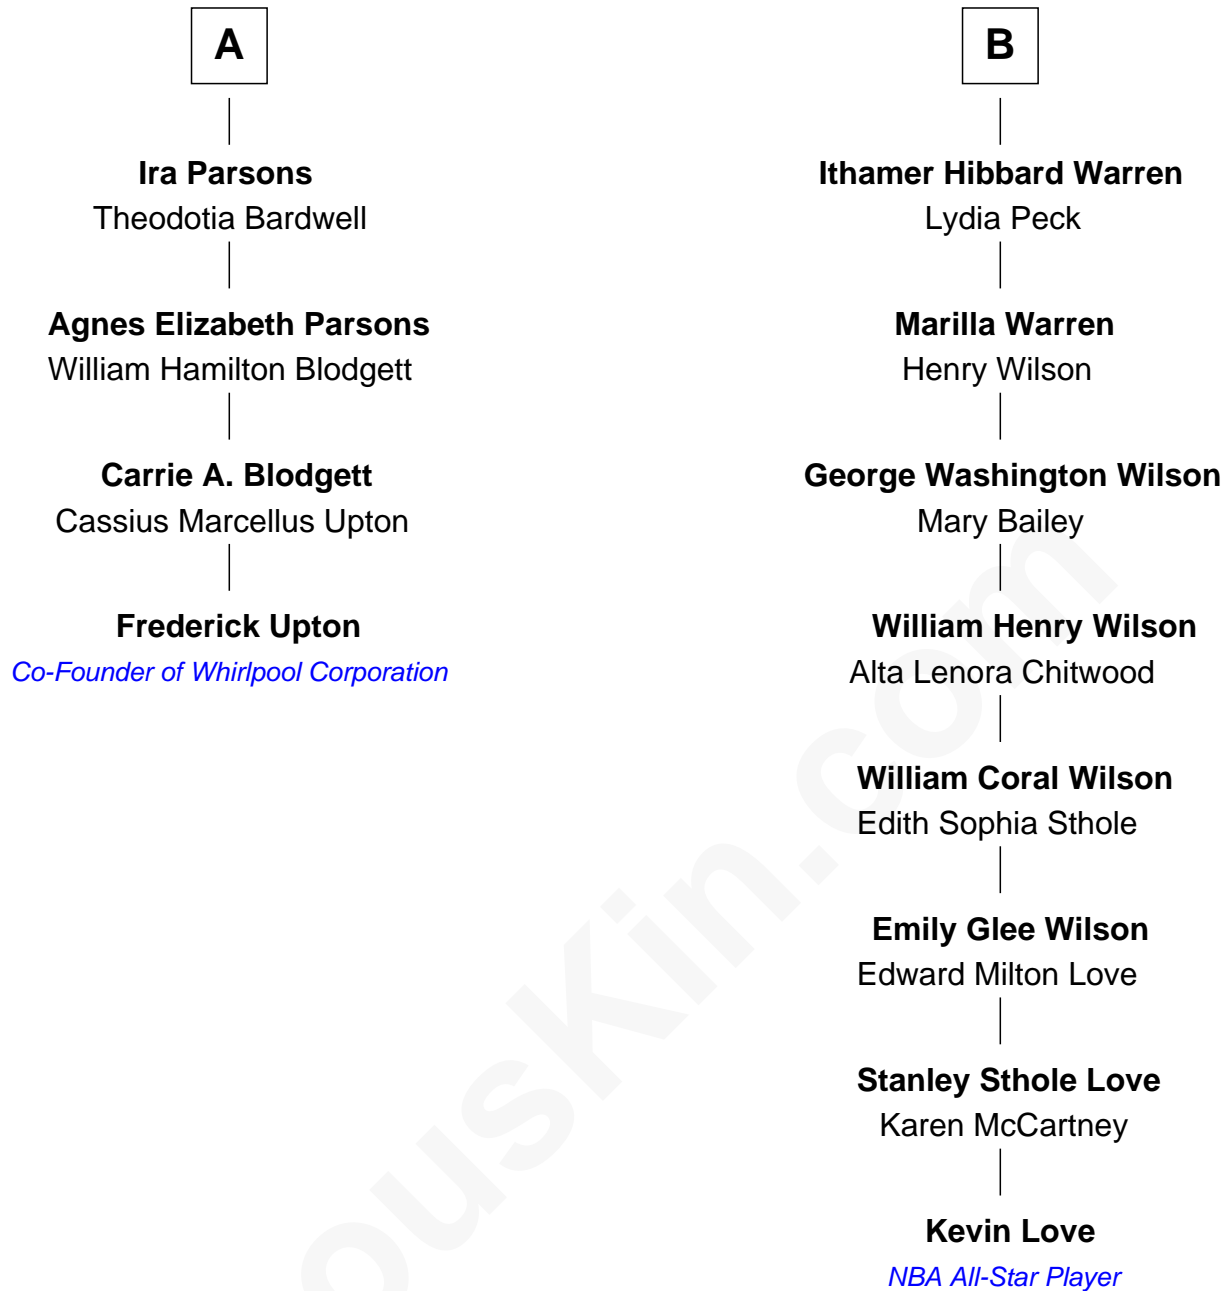 A
Ira Parsons
Theodotia Bardwell
Agnes Elizabeth Parsons
William Hamilton Blodgett
Carrie A. Blodgett
Cassius Marcellus Upton
Frederick Upton
Co-Founder of Whirlpool Corporation
B
Ithamer Hibbard Warren
Lydia Peck
Marilla Warren
Henry Wilson
George Washington Wilson
Mary Bailey
William Henry Wilson
Alta Lenora Chitwood
William Coral Wilson
Edith Sophia Sthole
Emily Glee Wilson
Edward Milton Love
Stanley Sthole Love
Karen McCartney
Kevin Love
NBA All-Star Player
ousKin.com